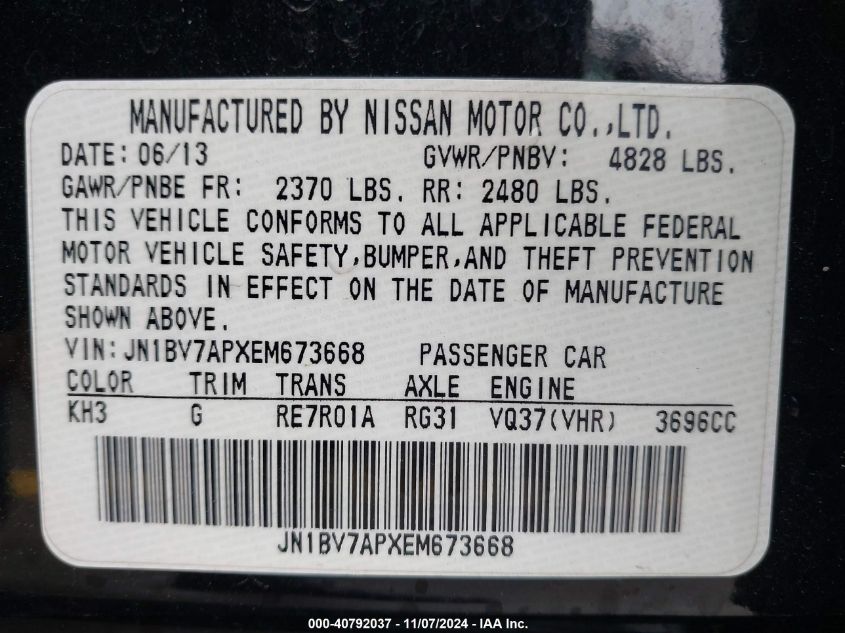 MANUFACTURED BY NISSAN MOTOR CO.,LTD.
DATE: 06/13 GVWR/PNBV: 4828 LBS.
GAWR/PNBE FR: 2370 LBS. RR: 2480 LBS.
THIS VEHICLE CONFORMS TO ALL APPLICABLE FEDERAL
MOTOR VEHICLE SAFETY,BUMPER,AND THEFT PREVENTION
STANDARDS IN EFFECT ON THE DATE OF MANUFACTURE
SHOWN ABOVE.
VIN: JN1BV7APXEM673668 PASSENGER CAR
COLOR TRIM TRANS AXLE ENGINE
KH3 G RE7R01A RG31 VQ37(VHR) 3696CC
JN1BV7APXEM673668
000-40792037 - 11/07/2024 - IAA Inc.